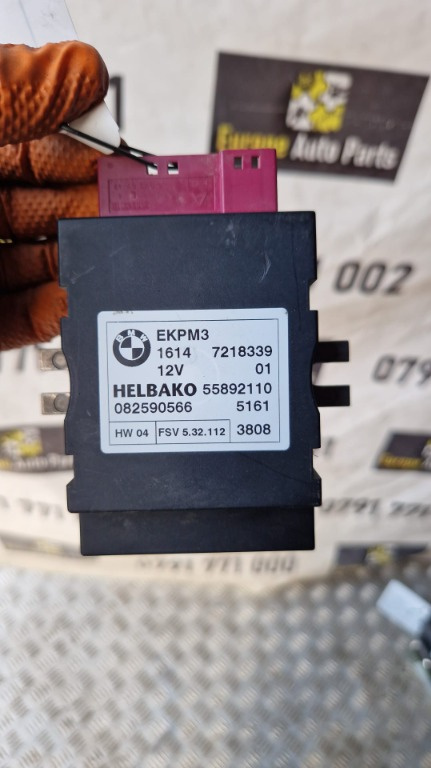 Europe Auto Parts
002
079
BMW
EKPM3
1614 7218339
12V 01
HELBAKO 55892110
082590566 5161
HW 04 FSV 5.32.112 3808